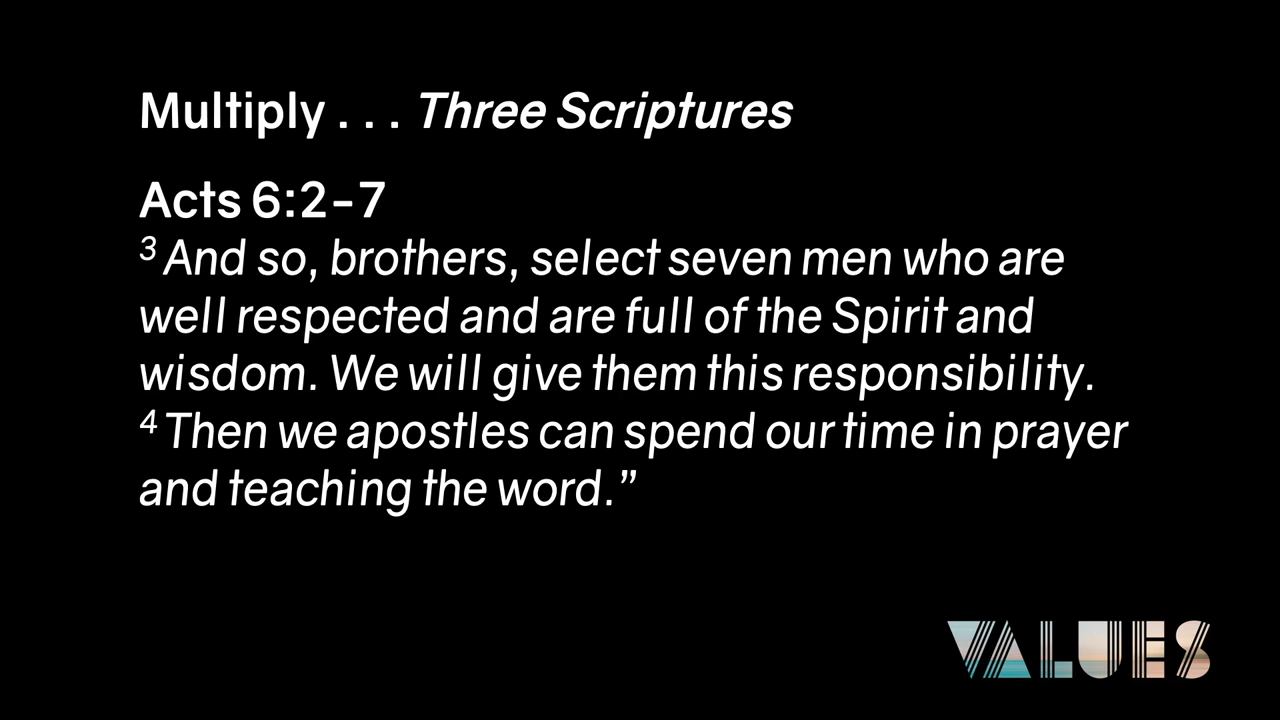 Multiply . . . Three Scriptures
Acts 6:2-7
³ And so, brothers, select seven men who are
well respected and are full of the Spirit and
wisdom. We will give them this responsibility.
⁴ Then we apostles can spend our time in prayer
and teaching the word.”
VALUES